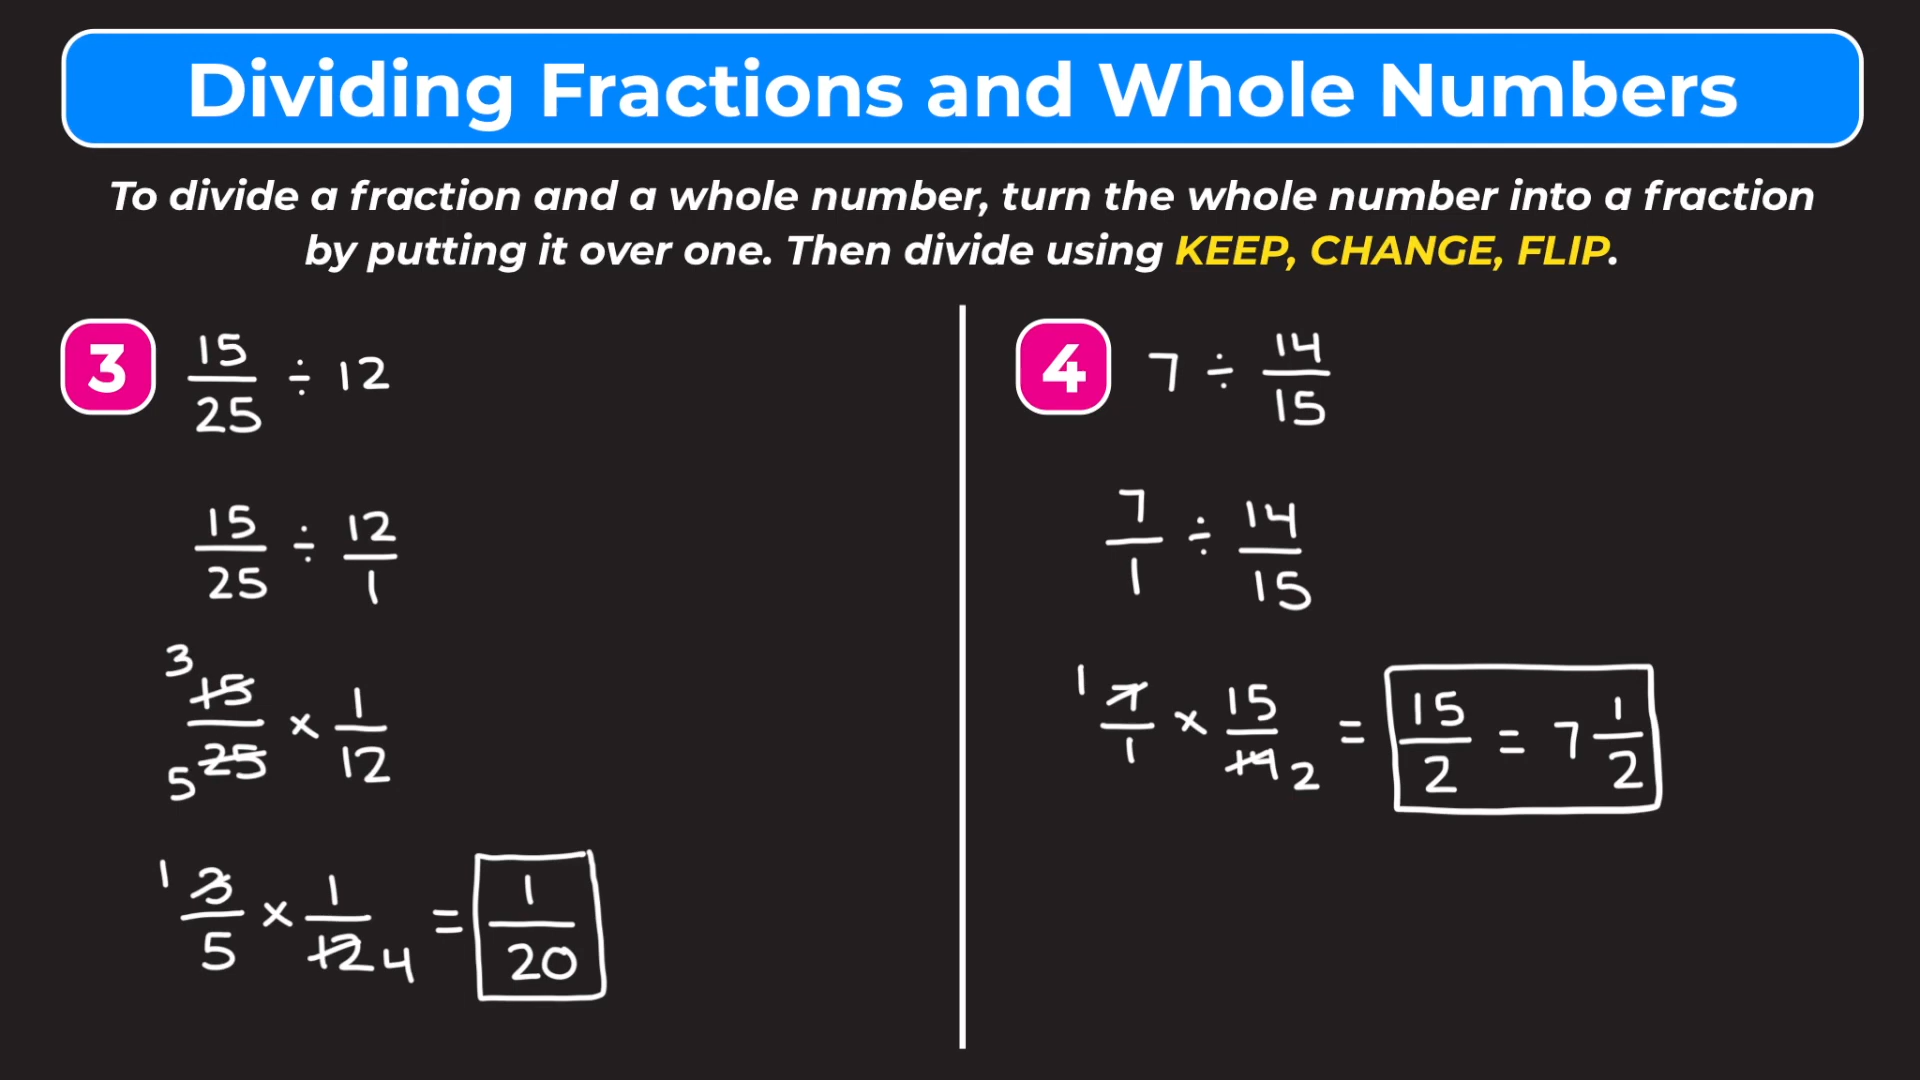 Dividing Fractions and Whole Numbers
To divide a fraction and a whole number, turn the whole number into a fraction
by putting it over one. Then divide using KEEP, CHANGE, FLIP.
3
15/25 ÷ 12
15/25 ÷ 12/1
3 15/25 5 × 1/12
1 3/5 × 1/12 4 = 1/20
4
7 ÷ 14/15
7/1 ÷ 14/15
1 7/1 × 15/14 2 = 15/2 = 7 1/2